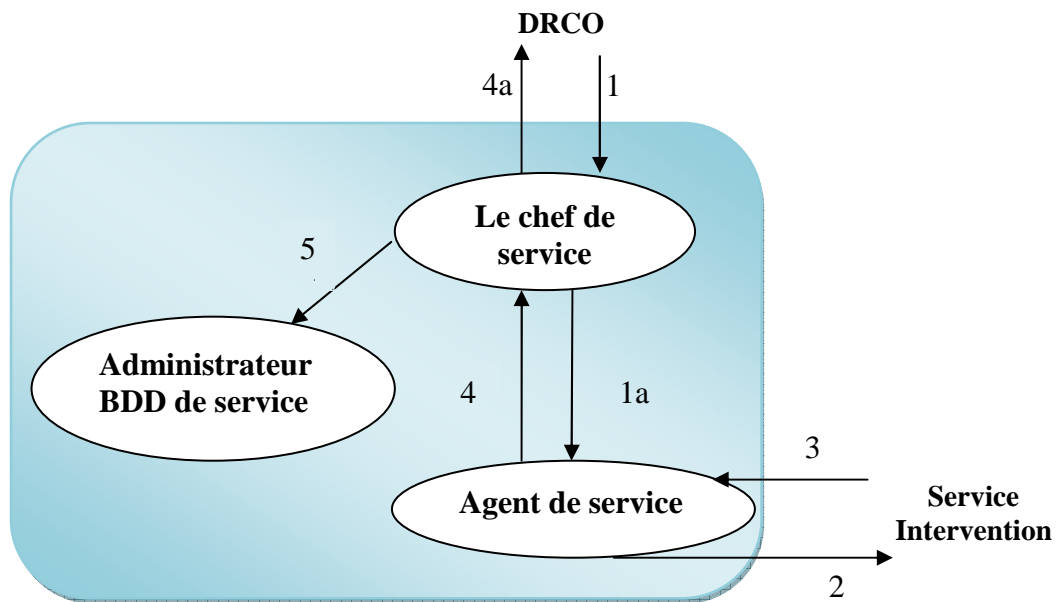 DRCO
4a
1
Le chef de
service
5
Administrateur
BDD de service
4
1a
3
Agent de service
Service
Intervention
2